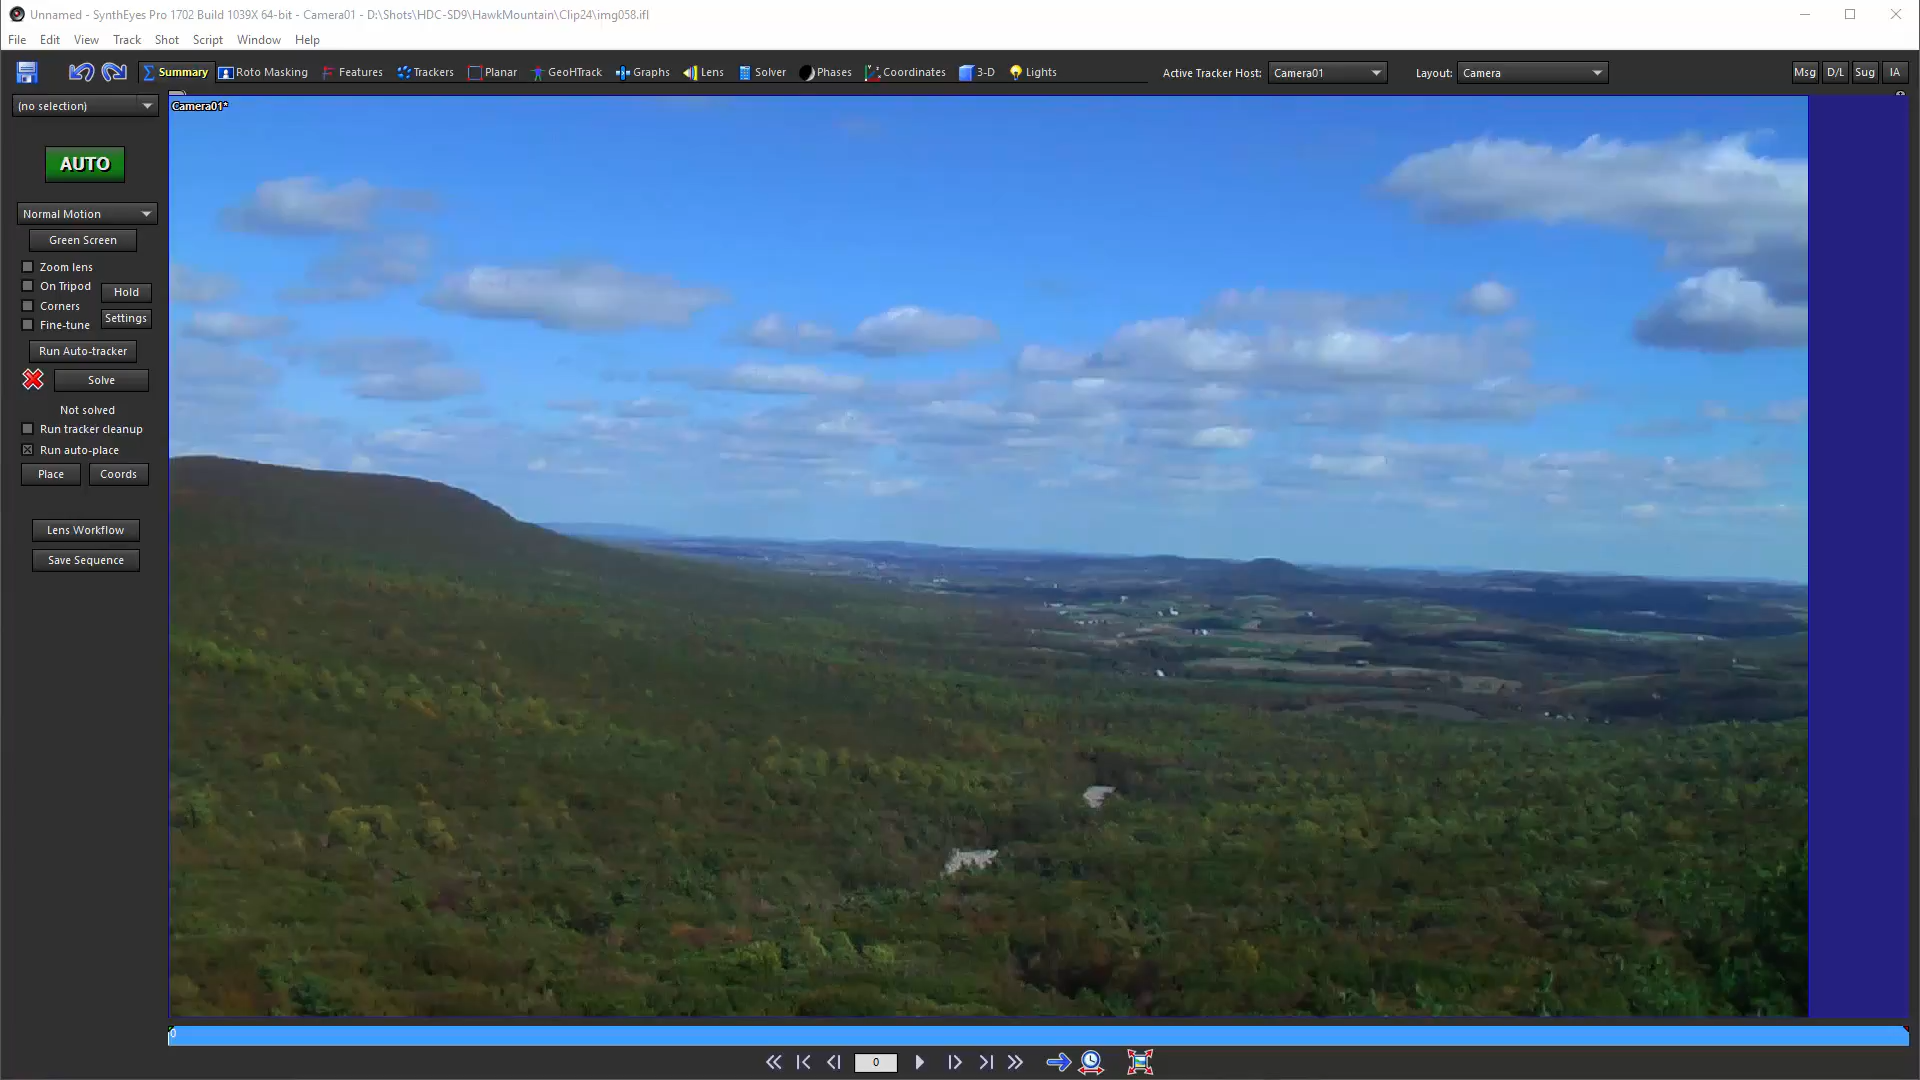 Unnamed - SynthEyes Pro 1702 Build 1039X 64-bit - Camera01 - D:\Shots\HDC-SD9\HawkMountain\Clip24\img058.ifl
File Edit View Track Shot Script Window Help
Summary Roto Masking Features Trackers Planar GeoHTrack Graphs Lens Solver Phases Coordinates 3-D Lights Active Tracker Host: Camera01 Layout: Camera Msg D/L Sug IA
(no selection)
Camera01*
AUTO
Normal Motion
Green Screen
Zoom lens
On Tripod
Hold
Corners
Settings
Fine-tune
Run Auto-tracker
Solve
Not solved
Run tracker cleanup
Run auto-place
Place Coords
Lens Workflow
Save Sequence
0
0